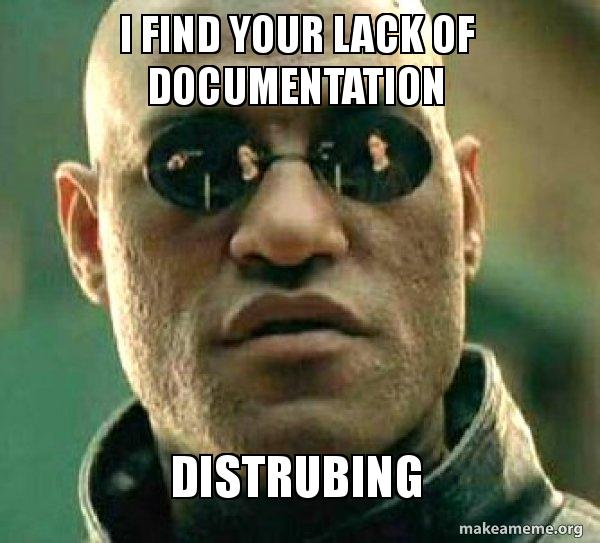 I FIND YOUR LACK OF
DOCUMENTATION
DISTRUBING
makeameme.org